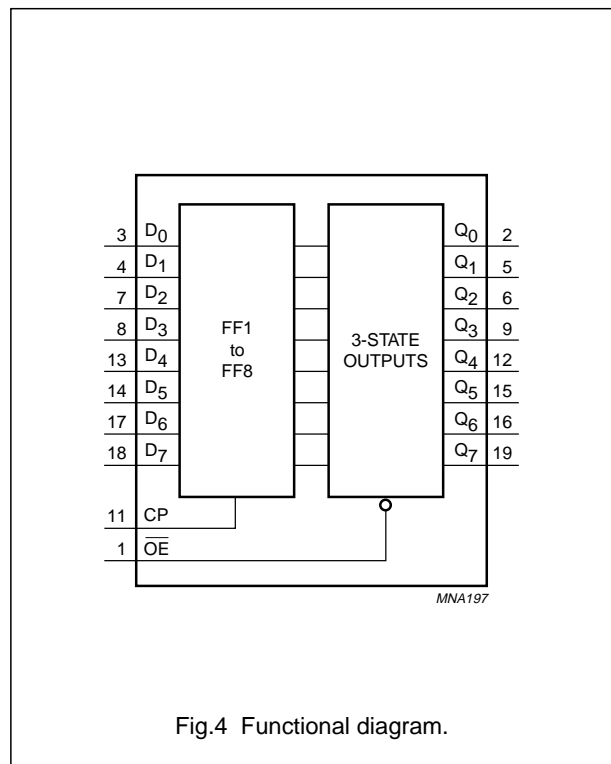 3 D0 Q0 2
4 D1 Q1 5
7 D2 Q2 6
8 D3 Q3 9
FF1
to
FF8
3-STATE
OUTPUTS
13 D4 Q4 12
14 D5 Q5 15
17 D6 Q6 16
18 D7 Q7 19
11 CP
1 O̅E̅
MNA197
Fig.4 Functional diagram.